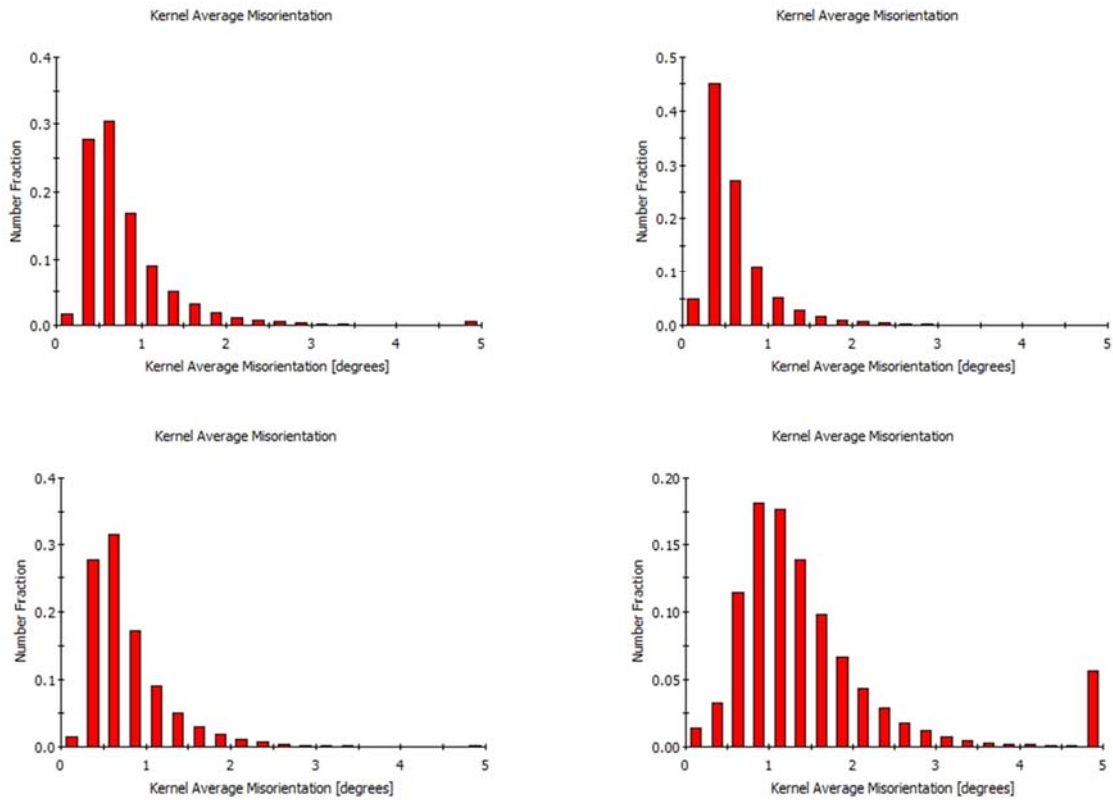 Kernel Average Misorientation
0.4
0.3
0.2
0.1
0.0
Number Fraction
0 1 2 3 4 5
Kernel Average Misorientation [degrees]
Kernel Average Misorientation
0.5
0.4
0.3
0.2
0.1
0.0
Number Fraction
0 1 2 3 4 5
Kernel Average Misorientation [degrees]
Kernel Average Misorientation
0.4
0.3
0.2
0.1
0.0
Number Fraction
0 1 2 3 4 5
Kernel Average Misorientation [degrees]
Kernel Average Misorientation
0.20
0.15
0.10
0.05
0.00
Number Fraction
0 1 2 3 4 5
Kernel Average Misorientation [degrees]